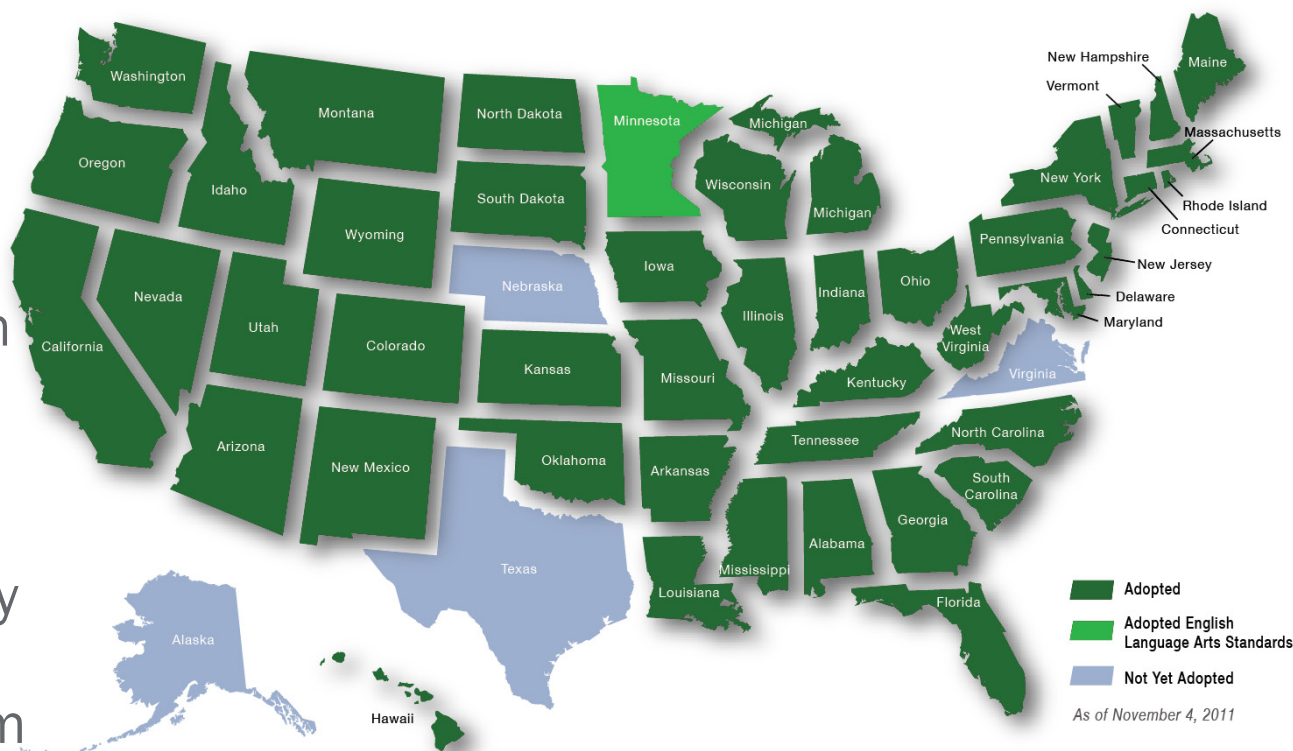 Washington
Montana
North Dakota
Minnesota
Michigan
New Hampshire
Vermont
Maine
Massachusetts
Oregon
Idaho
South Dakota
Wisconsin
Michigan
New York
Rhode Island
Connecticut
Wyoming
Nebraska
Iowa
Pennsylvania
New Jersey
Nevada
Utah
Illinois
Indiana
Ohio
Delaware
Maryland
n
California
Colorado
Kansas
Missouri
Kentucky
West
Virginia
Virginia
Arizona
New Mexico
Oklahoma
Arkansas
Tennessee
North Carolina
South
Carolina
Georgia
Alabama
Mississippi
Louisiana
Texas
Florida
y
Alaska
Hawaii
m
Adopted
Adopted English
Language Arts Standards
Not Yet Adopted
As of November 4, 2011